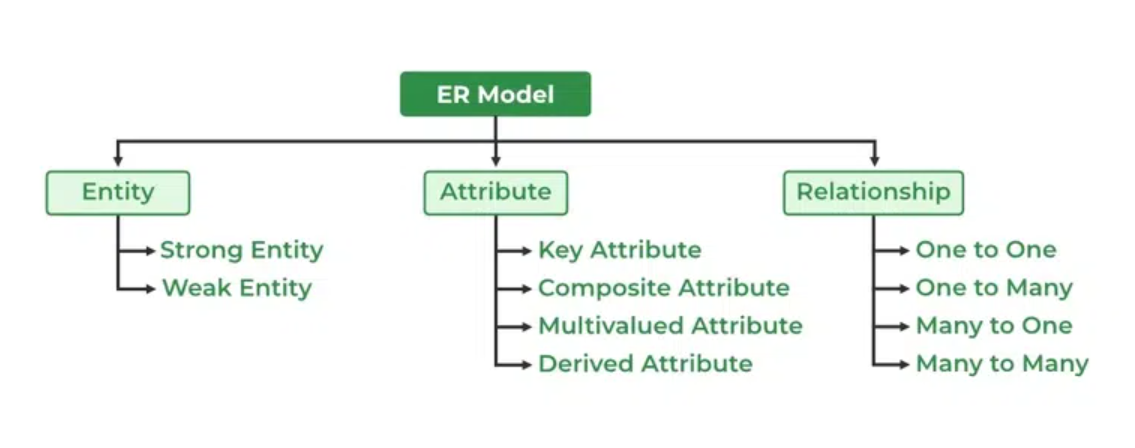 ER Model
Entity
Strong Entity
Weak Entity
Attribute
Key Attribute
Composite Attribute
Multivalued Attribute
Derived Attribute
Relationship
One to One
One to Many
Many to One
Many to Many